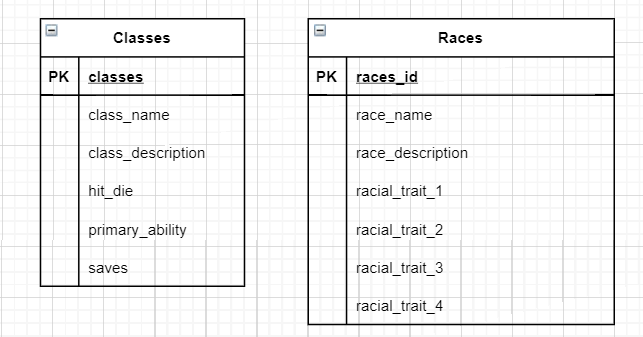 Classes
PK classes
class_name
class_description
hit_die
primary_ability
saves
Races
PK races_id
race_name
race_description
racial_trait_1
racial_trait_2
racial_trait_3
racial_trait_4